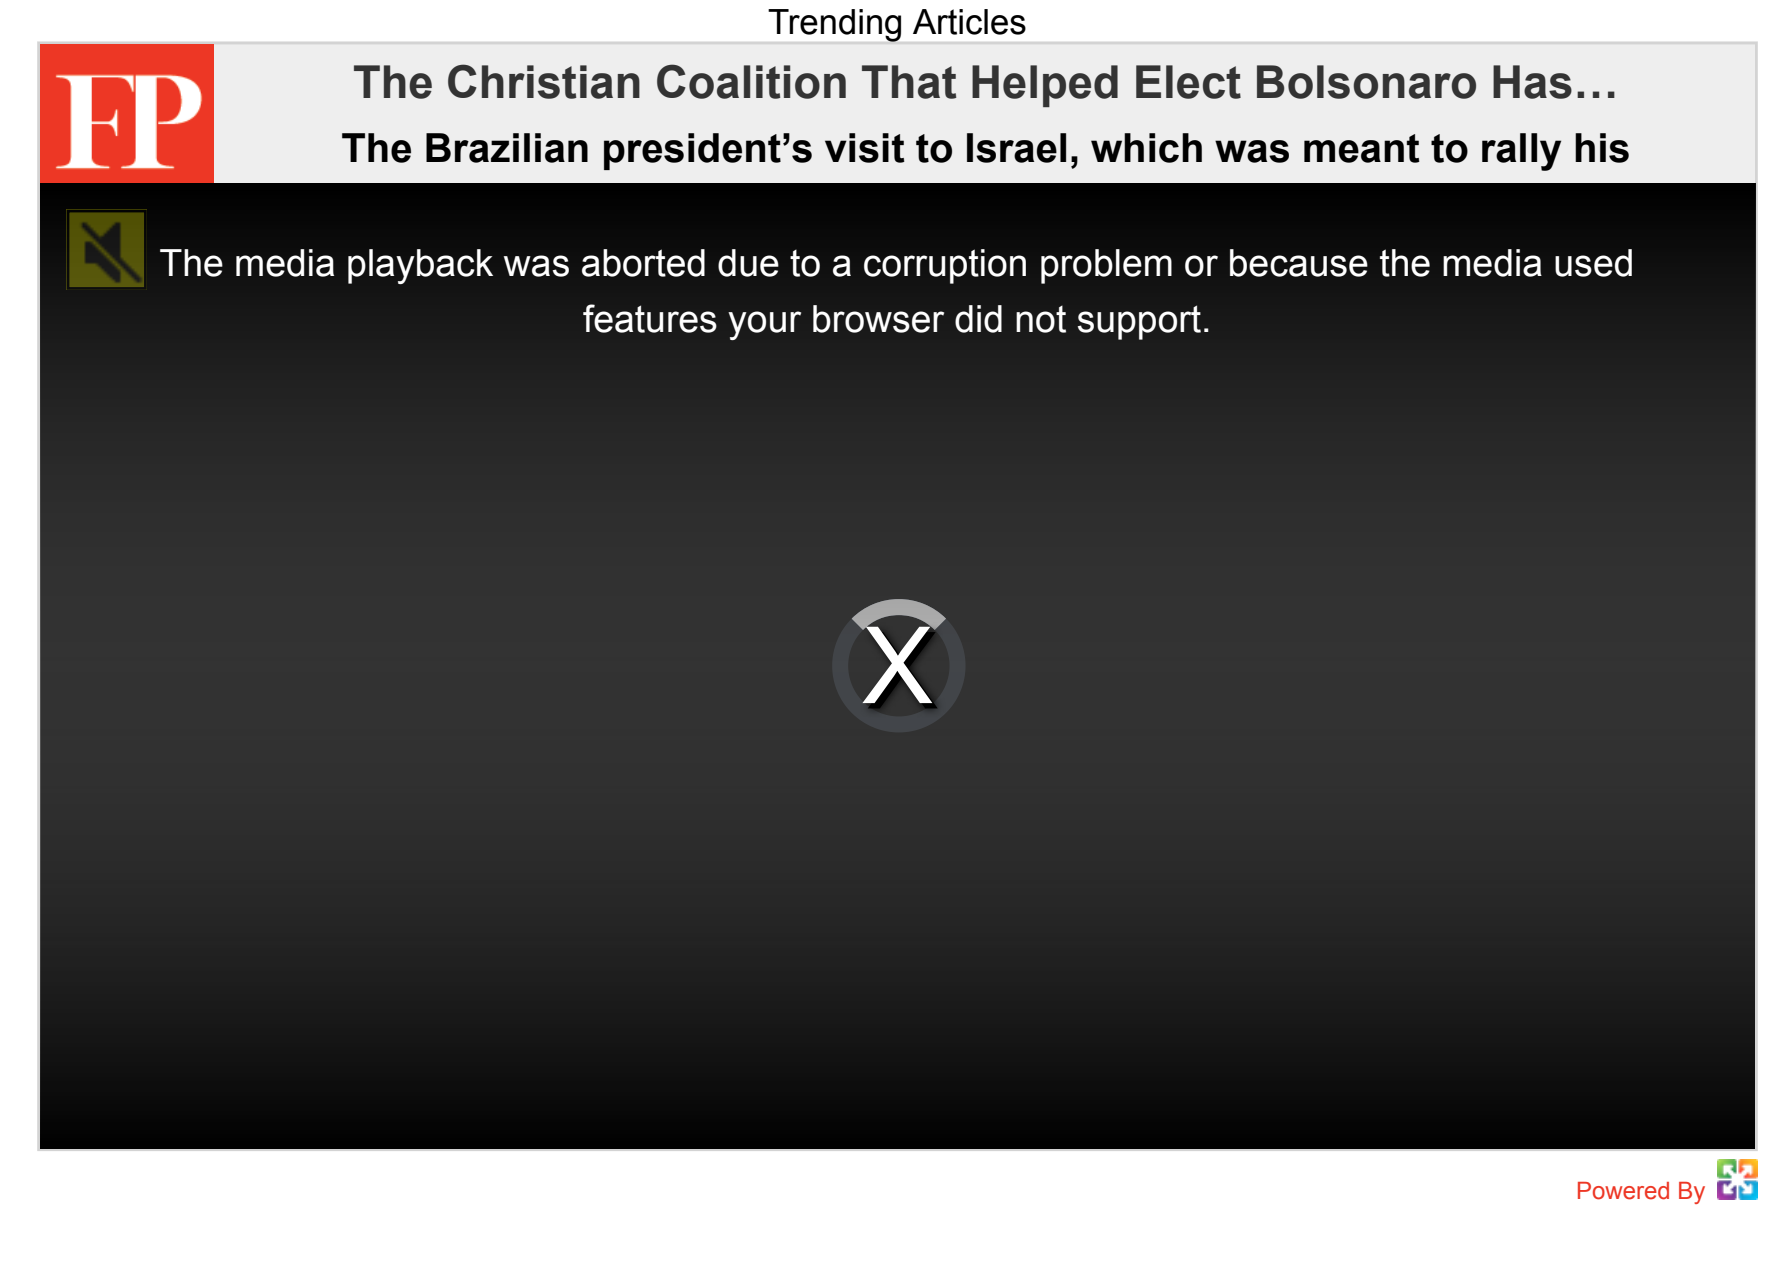 Trending Articles
FP
The Christian Coalition That Helped Elect Bolsonaro Has…
The Brazilian president’s visit to Israel, which was meant to rally his
The media playback was aborted due to a corruption problem or because the media used
features your browser did not support.
X
Powered By